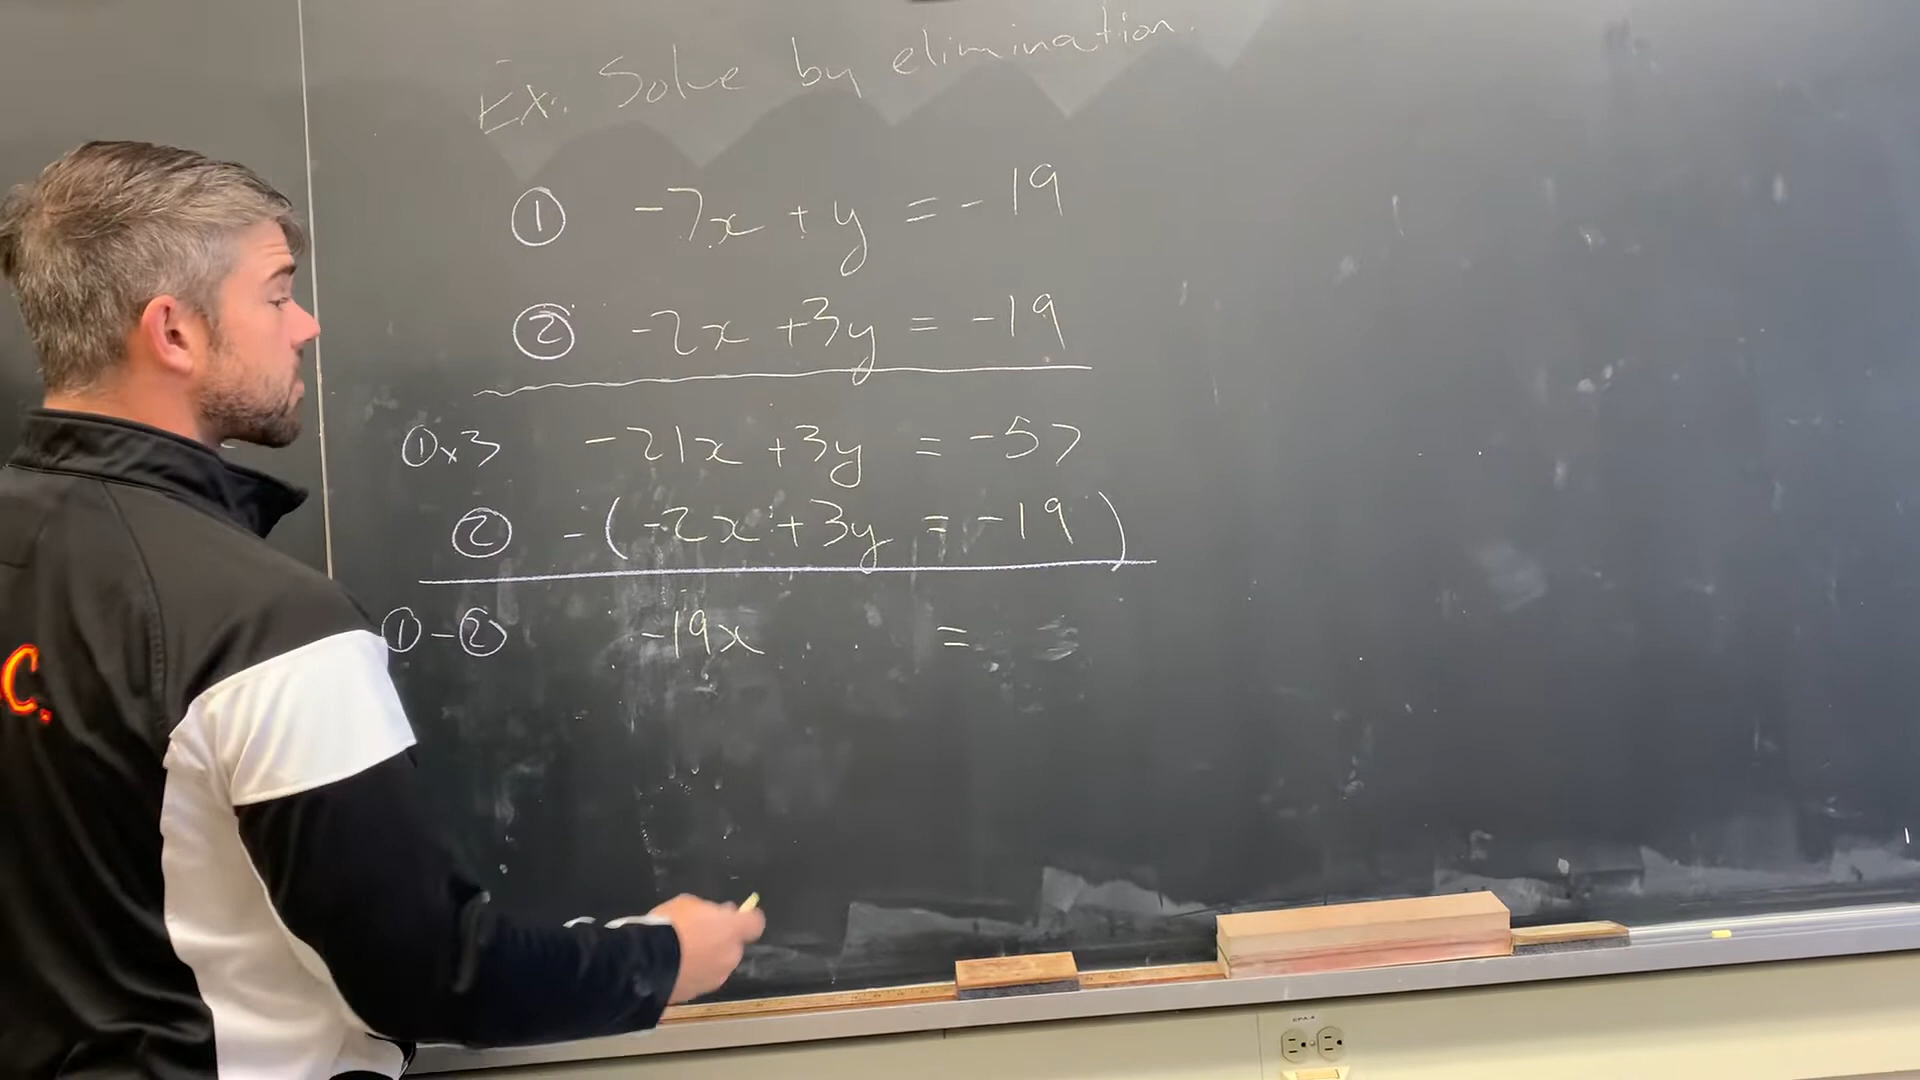 Ex. Solve by elimination.
① -7x + y = -19
② -2x + 3y = -19
①x3 -21x + 3y = -57
② -(-2x + 3y = -19)
①-② -19x =
C.